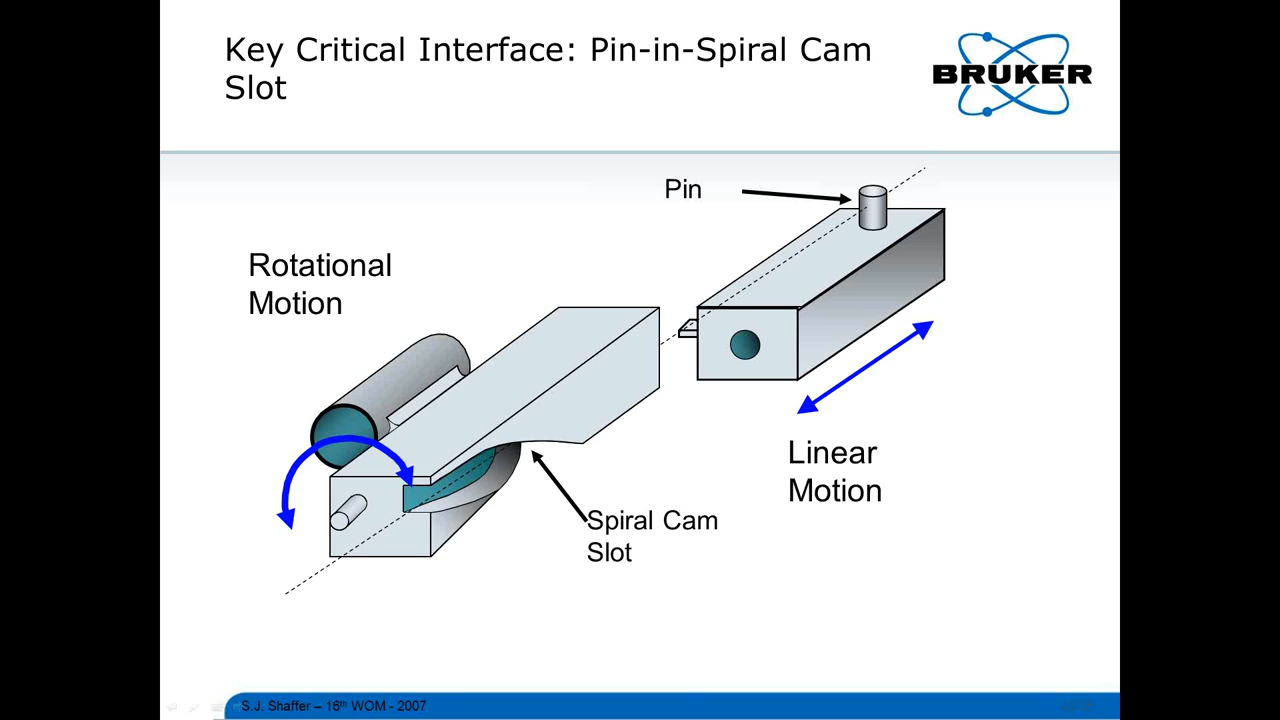 Key Critical Interface: Pin-in-Spiral Cam
Slot
BRUKER
Pin
Rotational
Motion
Linear
Motion
Spiral Cam
Slot
S.J. Shaffer – 16th WOM - 2007